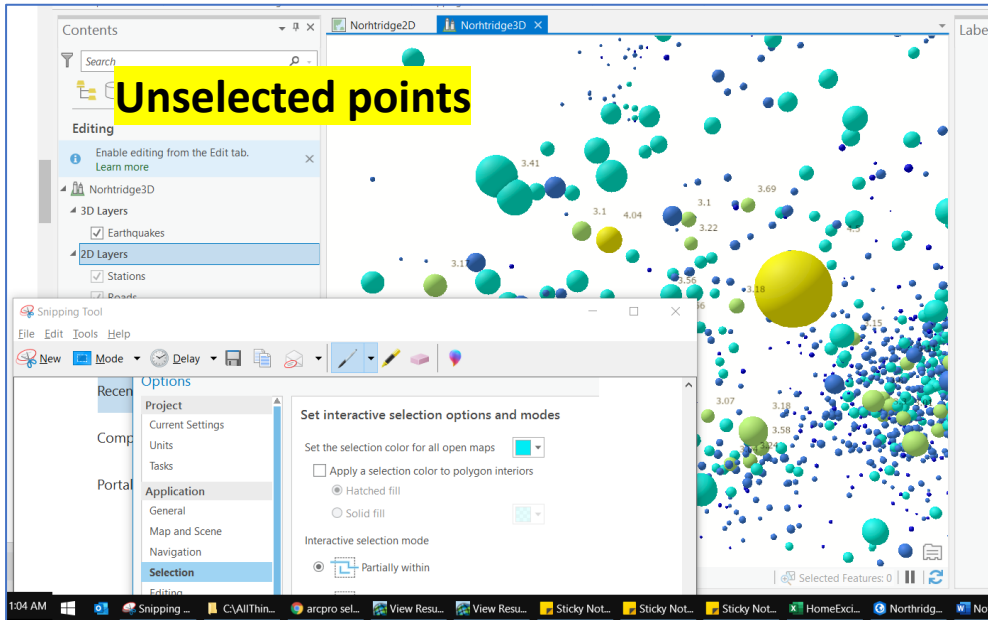 Contents
Norhtridge2D
Norhtridge3D
Labe
Search
Unselected points
Editing
Enable editing from the Edit tab.
Learn more
Norhtridge3D
3D Layers
Earthquakes
2D Layers
Stations
Roads
3.41
3.69
3.1
3.1
4.04
3.22
4.3
3.17
3.56
3.18
3.15
3.07
3.18
3.58
Snipping Tool
File Edit Tools Help
New Mode Delay
Recen
Comp
Portal
Options
Project
Current Settings
Units
Tasks
Application
General
Map and Scene
Navigation
Selection
Editing
Set interactive selection options and modes
Set the selection color for all open maps
Apply a selection color to polygon interiors
Hatched fill
Solid fill
Interactive selection mode
Partially within
Selected Features: 0
1:04 AM
Snipping ...
C:\AllThin...
arcpro sel...
View Resu...
View Resu...
Sticky Not...
Sticky Not...
Sticky Not...
HomeExci...
Northridg...
No